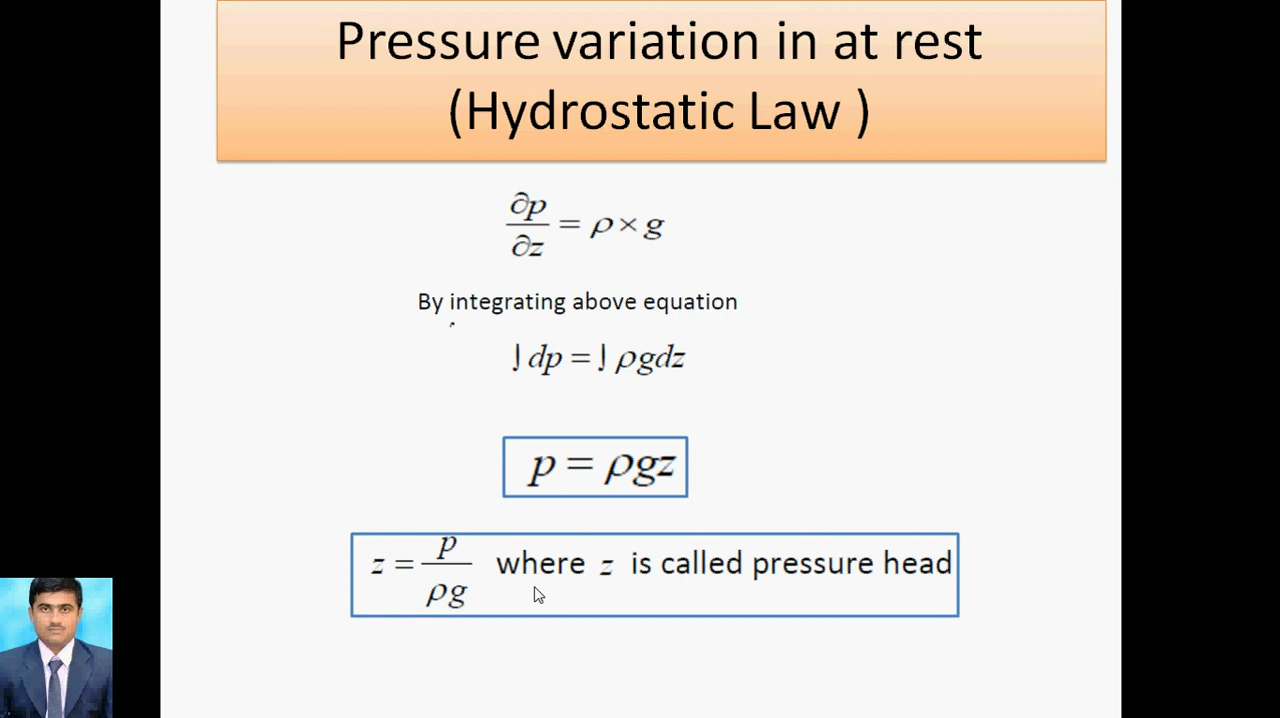 Pressure variation in at rest
(Hydrostatic Law )
∂p/∂z = ρ × g
By integrating above equation
∫ dp = ∫ ρgdz
p = ρgz
z = p/ρg where z is called pressure head